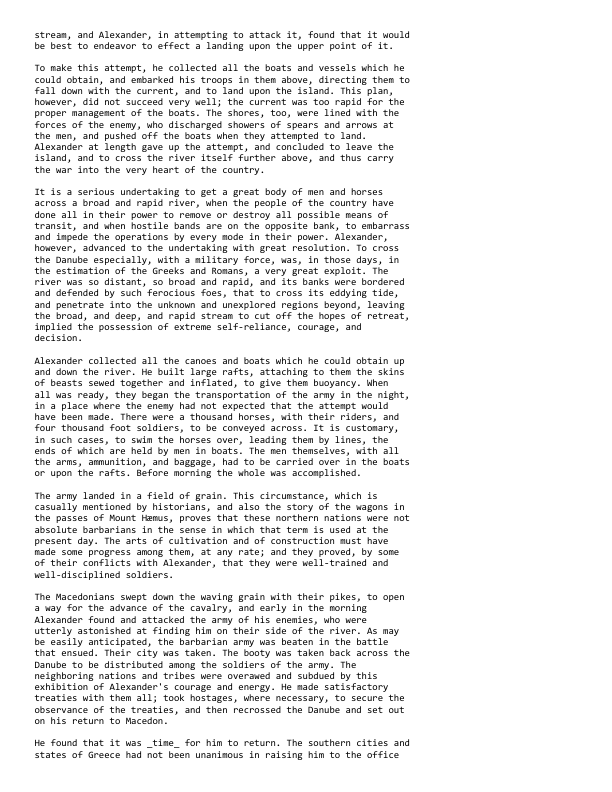 stream, and Alexander, in attempting to attack it, found that it would
be best to endeavor to effect a landing upon the upper point of it.

To make this attempt, he collected all the boats and vessels which he
could obtain, and embarked his troops in them above, directing them to
fall down with the current, and to land upon the island. This plan,
however, did not succeed very well; the current was too rapid for the
proper management of the boats. The shores, too, were lined with the
forces of the enemy, who discharged showers of spears and arrows at
the men, and pushed off the boats when they attempted to land.
Alexander at length gave up the attempt, and concluded to leave the
island, and to cross the river itself further above, and thus carry
the war into the very heart of the country.

It is a serious undertaking to get a great body of men and horses
across a broad and rapid river, when the people of the country have
done all in their power to remove or destroy all possible means of
transit, and when hostile bands are on the opposite bank, to embarrass
and impede the operations by every mode in their power. Alexander,
however, advanced to the undertaking with great resolution. To cross
the Danube especially, with a military force, was, in those days, in
the estimation of the Greeks and Romans, a very great exploit. The
river was so distant, so broad and rapid, and its banks were bordered
and defended by such ferocious foes, that to cross its eddying tide,
and penetrate into the unknown and unexplored regions beyond, leaving
the broad, and deep, and rapid stream to cut off the hopes of retreat,
implied the possession of extreme self-reliance, courage, and
decision.

Alexander collected all the canoes and boats which he could obtain up
and down the river. He built large rafts, attaching to them the skins
of beasts sewed together and inflated, to give them buoyancy. When
all was ready, they began the transportation of the army in the night,
in a place where the enemy had not expected that the attempt would
have been made. There were a thousand horses, with their riders, and
four thousand foot soldiers, to be conveyed across. It is customary,
in such cases, to swim the horses over, leading them by lines, the
ends of which are held by men in boats. The men themselves, with all
the arms, ammunition, and baggage, had to be carried over in the boats
or upon the rafts. Before morning the whole was accomplished.

The army landed in a field of grain. This circumstance, which is
casually mentioned by historians, and also the story of the wagons in
the passes of Mount Hæmus, proves that these northern nations were not
absolute barbarians in the sense in which that term is used at the
present day. The arts of cultivation and of construction must have
made some progress among them, at any rate; and they proved, by some
of their conflicts with Alexander, that they were well-trained and
well-disciplined soldiers.

The Macedonians swept down the waving grain with their pikes, to open
a way for the advance of the cavalry, and early in the morning
Alexander found and attacked the army of his enemies, who were
utterly astonished at finding him on their side of the river. As may
be easily anticipated, the barbarian army was beaten in the battle
that ensued. Their city was taken. The booty was taken back across the
Danube to be distributed among the soldiers of the army. The
neighboring nations and tribes were overawed and subdued by this
exhibition of Alexander's courage and energy. He made satisfactory
treaties with them all; took hostages, where necessary, to secure the
observance of the treaties, and then recrossed the Danube and set out
on his return to Macedon.

He found that it was _time_ for him to return. The southern cities and
states of Greece had not been unanimous in raising him to the office